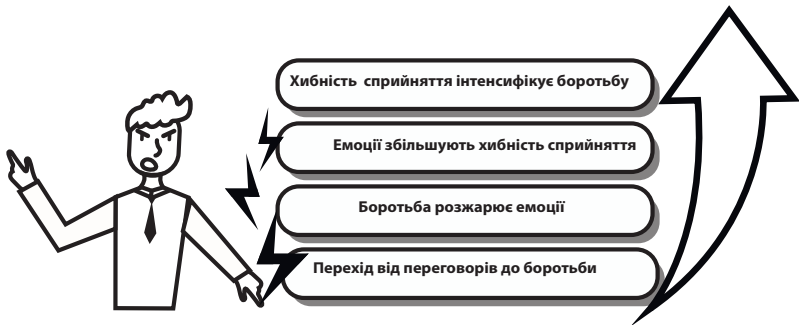 Хибність сприйняття інтенсифікує боротьбу
Емоції збільшують хибність сприйняття
Боротьба розжарює емоції
Перехід від переговорів до боротьби